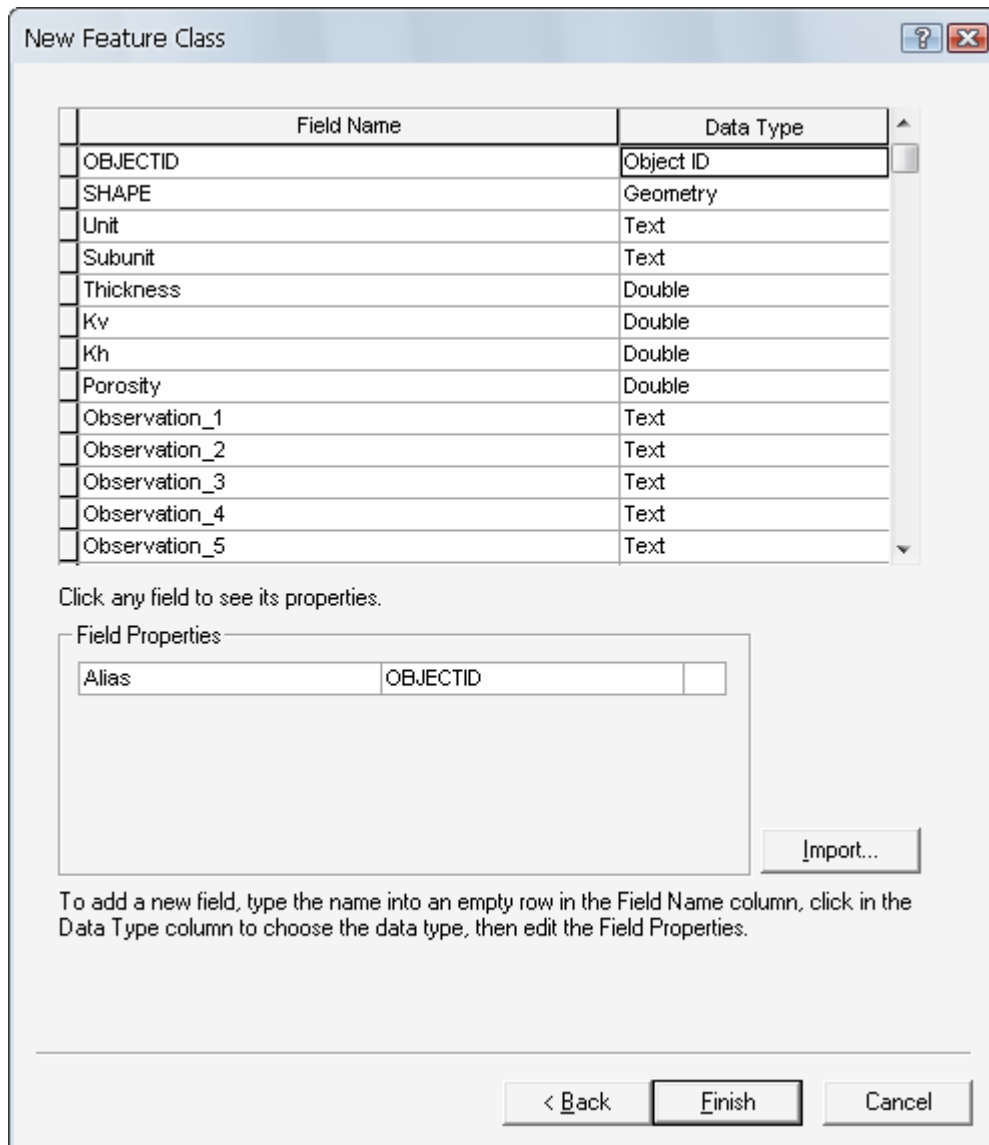 New Feature Class
Field Name Data Type
OBJECTID Object ID
SHAPE Geometry
Unit Text
Subunit Text
Thickness Double
Kv Double
Kh Double
Porosity Double
Observation_1 Text
Observation_2 Text
Observation_3 Text
Observation_4 Text
Observation_5 Text
Click any field to see its properties.
Field Properties
Alias OBJECTID
Import...
To add a new field, type the name into an empty row in the Field Name column, click in the
Data Type column to choose the data type, then edit the Field Properties.
< Back Finish Cancel